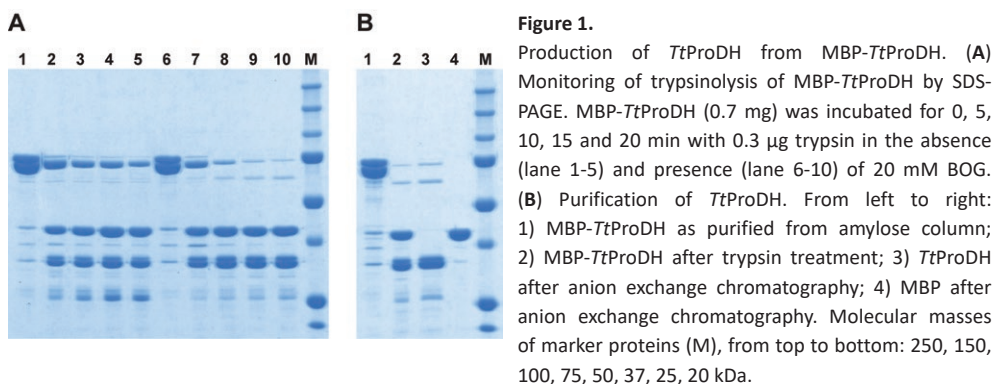 A
1 2 3 4 5 6 7 8 9 10 M
B
1 2 3 4 M
Figure 1.
Production of TtProDH from MBP-TtProDH. (A)
Monitoring of trypsinolysis of MBP-TtProDH by SDS-
PAGE. MBP-TtProDH (0.7 mg) was incubated for 0, 5,
10, 15 and 20 min with 0.3 μg trypsin in the absence
(lane 1-5) and presence (lane 6-10) of 20 mM BOG.
(B) Purification of TtProDH. From left to right:
1) MBP-TtProDH as purified from amylose column;
2) MBP-TtProDH after trypsin treatment; 3) TtProDH
after anion exchange chromatography; 4) MBP after
anion exchange chromatography. Molecular masses
of marker proteins (M), from top to bottom: 250, 150,
100, 75, 50, 37, 25, 20 kDa.